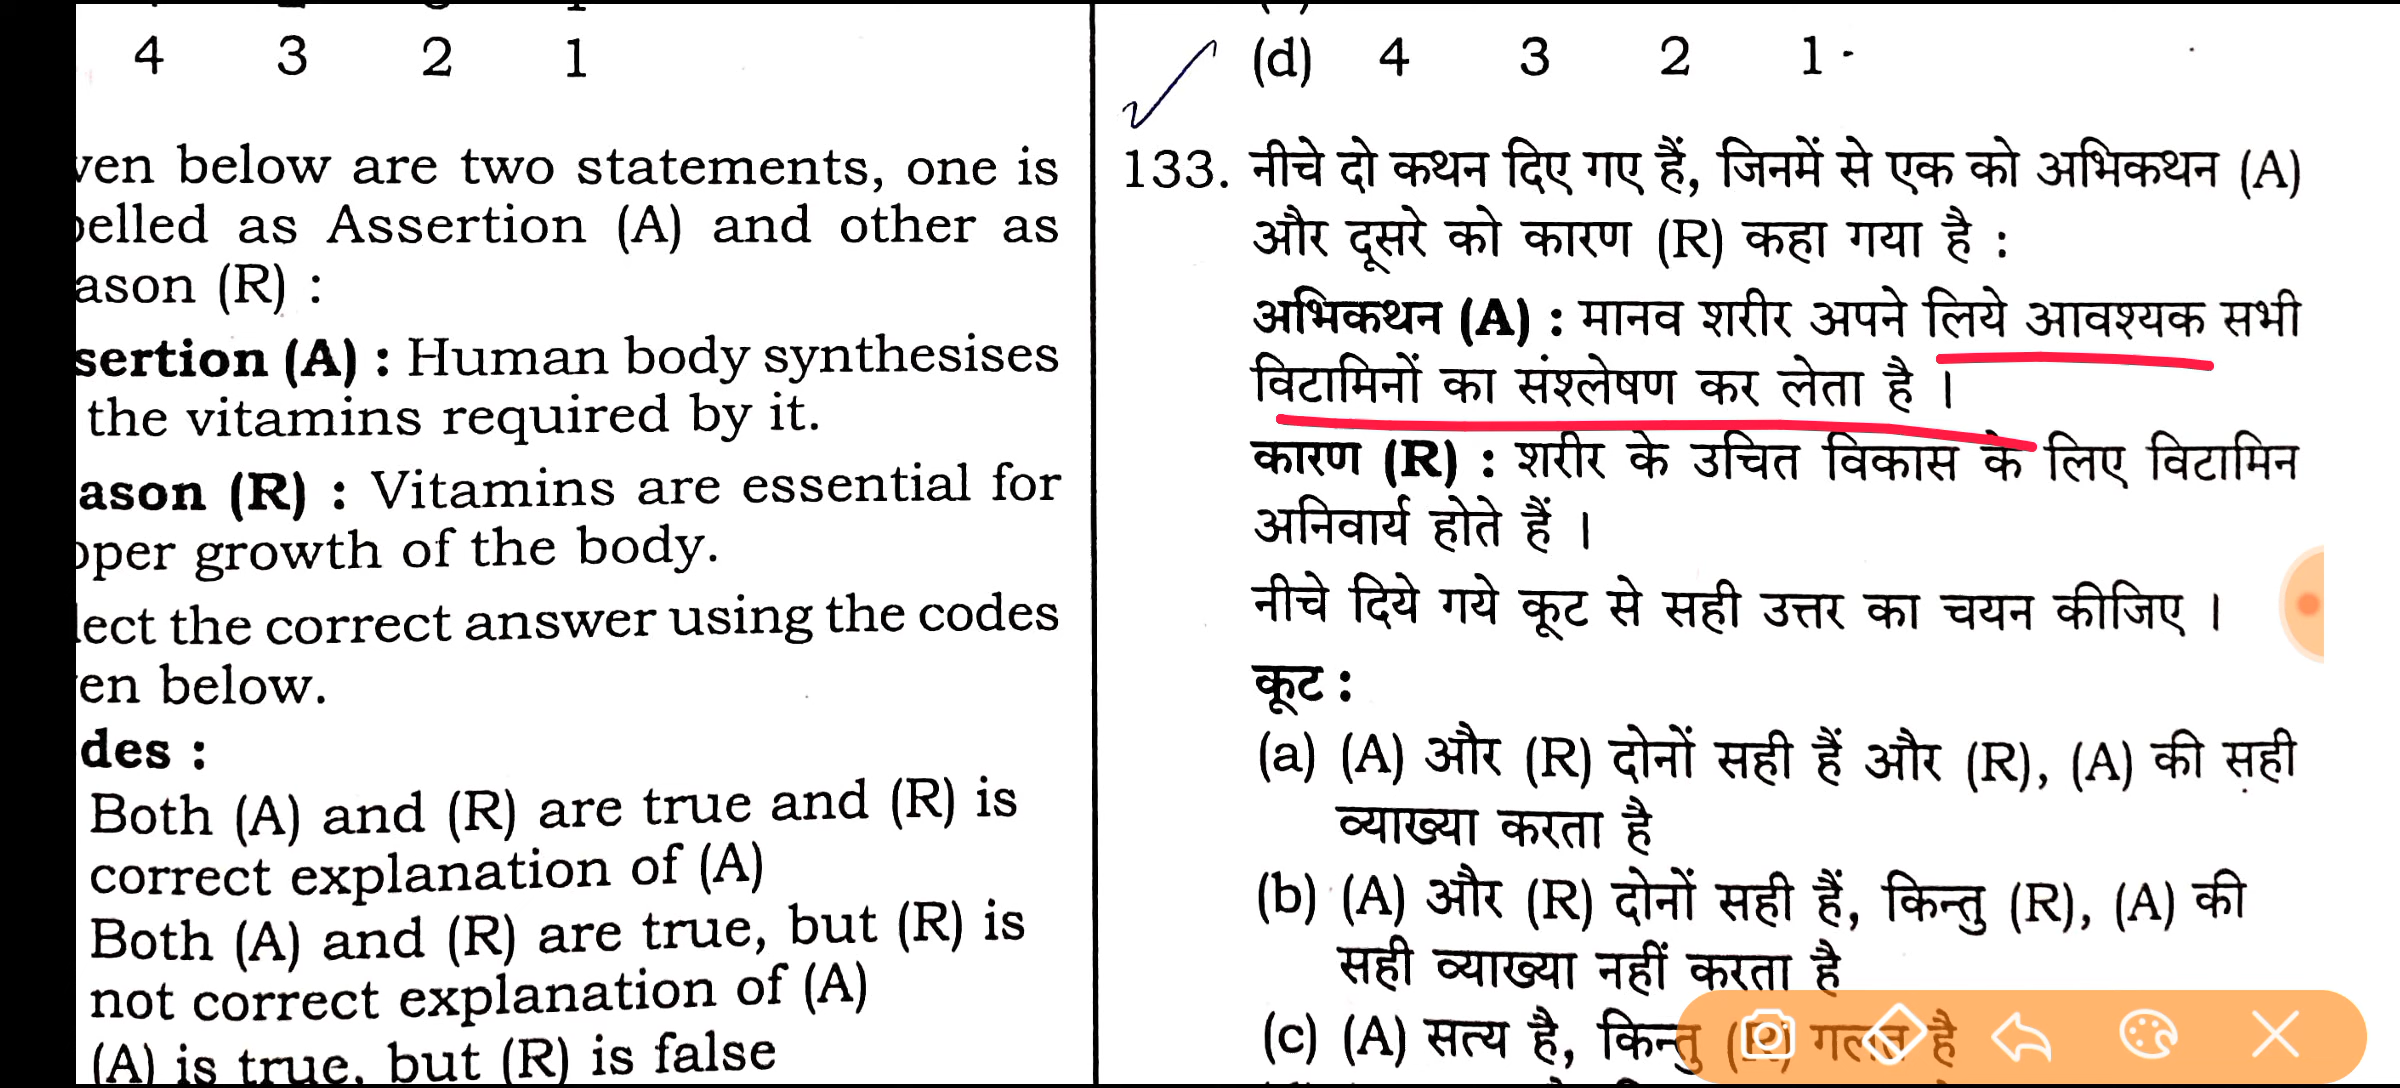 4 3 2 1
ven below are two statements, one is
elled as Assertion (A) and other as
ason (R) :
sertion (A) : Human body synthesises
the vitamins required by it.
ason (R) : Vitamins are essential for
per growth of the body.
lect the correct answer using the codes
en below.
des :
Both (A) and (R) are true and (R) is
correct explanation of (A)
Both (A) and (R) are true, but (R) is
not correct explanation of (A)
(A) is true, but (R) is false
(d) 4 3 2 1
133. नीचे दो कथन दिए गए हैं, जिनमें से एक को अभिकथन (A)
और दूसरे को कारण (R) कहा गया है :
अभिकथन (A) : मानव शरीर अपने लिये आवश्यक सभी
विटामिनों का संश्लेषण कर लेता है ।
कारण (R) : शरीर के उचित विकास के लिए विटामिन
अनिवार्य होते हैं ।
नीचे दिये गये कूट से सही उत्तर का चयन कीजिए ।
कूट :
(a) (A) और (R) दोनों सही हैं और (R), (A) की सही
व्याख्या करता है
(b) (A) और (R) दोनों सही हैं, किन्तु (R), (A) की
सही व्याख्या नहीं करता है
(c) (A) सत्य है, किन्तु (R) गलत है